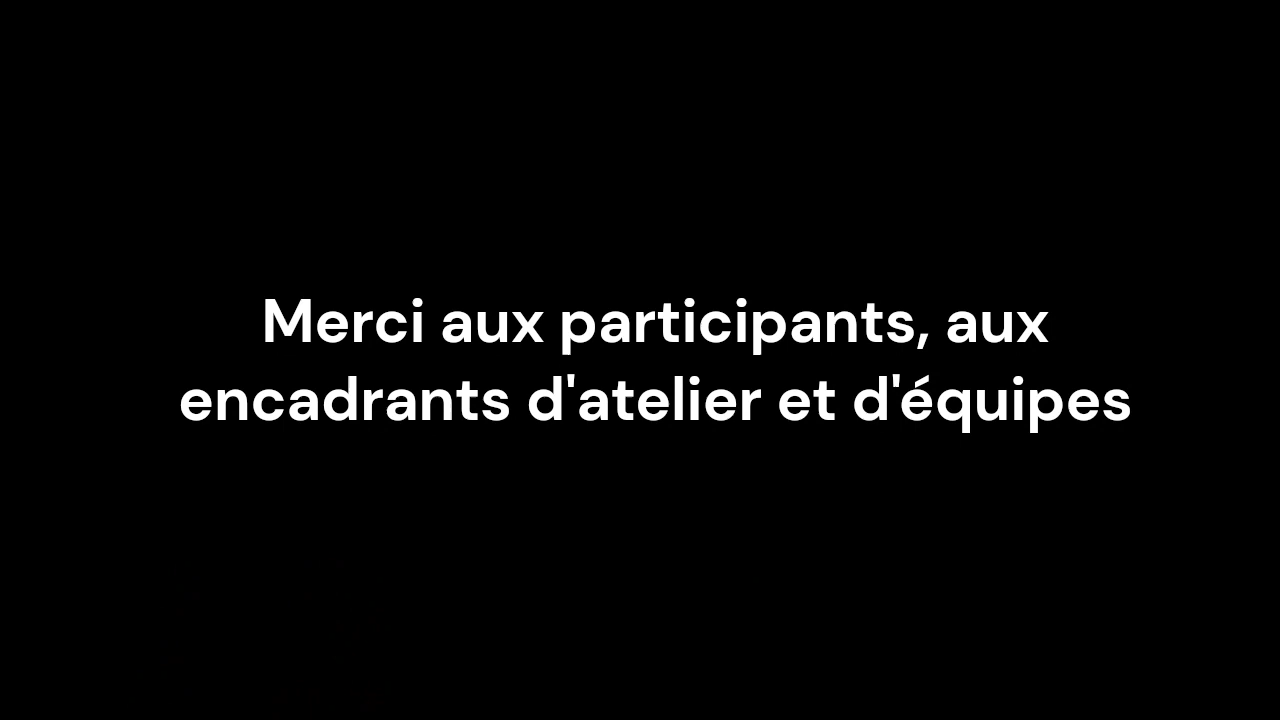 Merci aux participants, aux
encadrants d'atelier et d'équipes